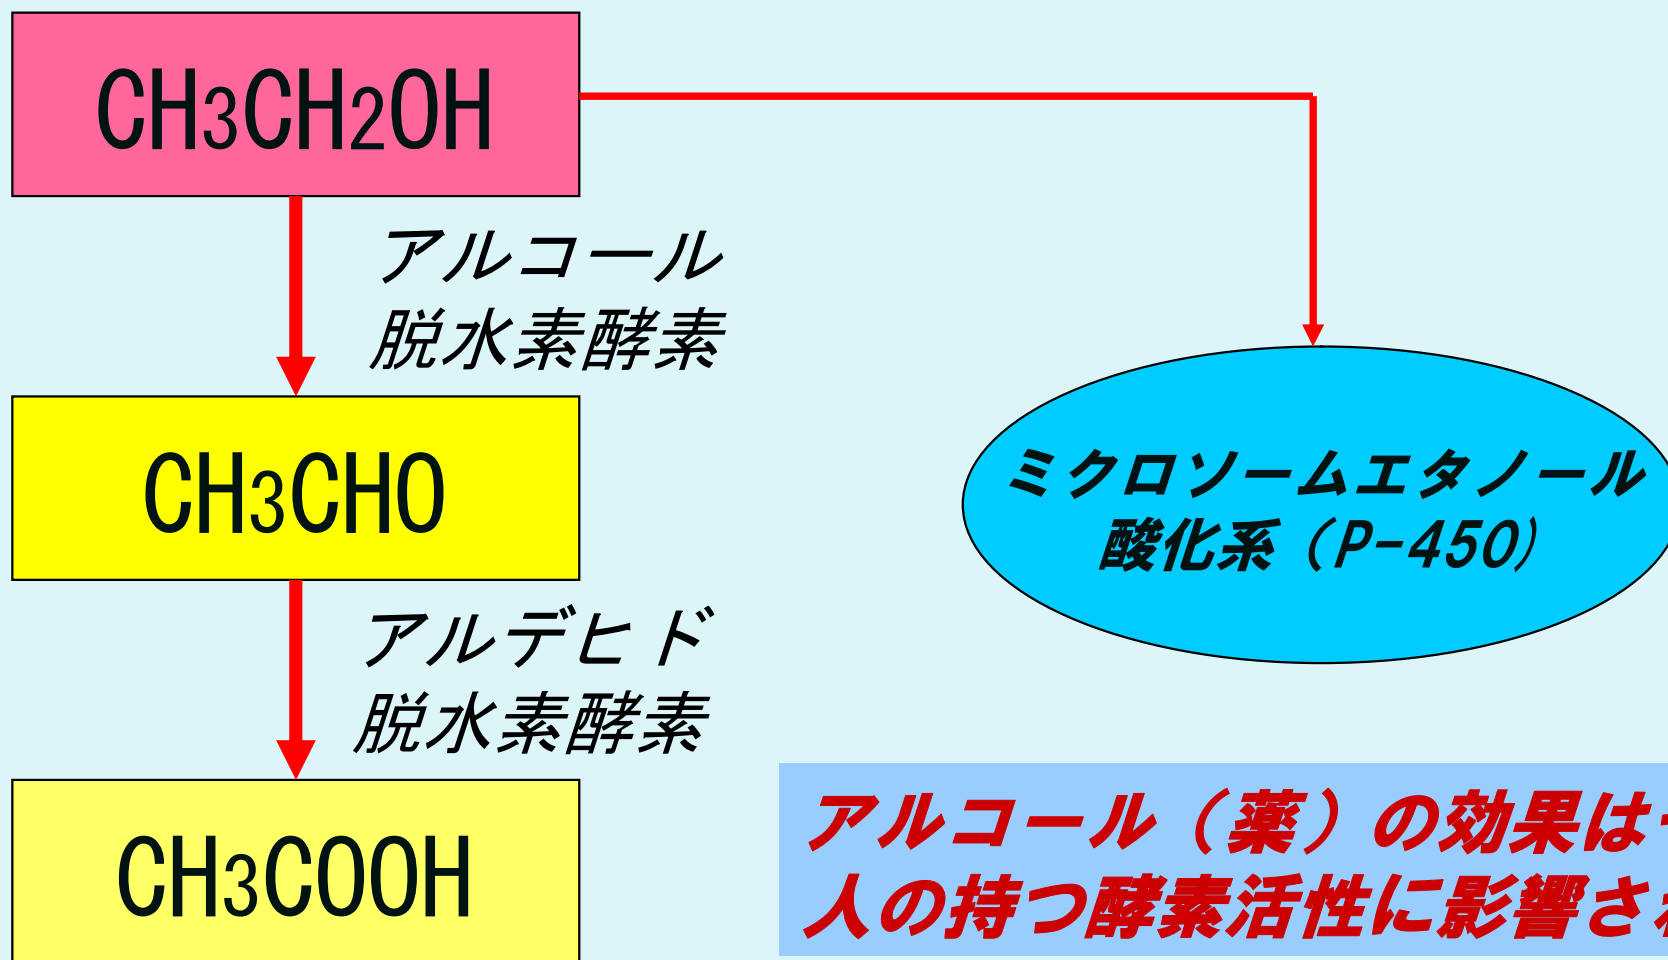 CH3CH2OH
アルコール
脱水素酵素
CH3CHO
ミクロソームエタノール
酸化系（P-450）
アルデヒド
脱水素酵素
CH3COOH
アルコール（薬）の効果は
人の持つ酵素活性に影響さ